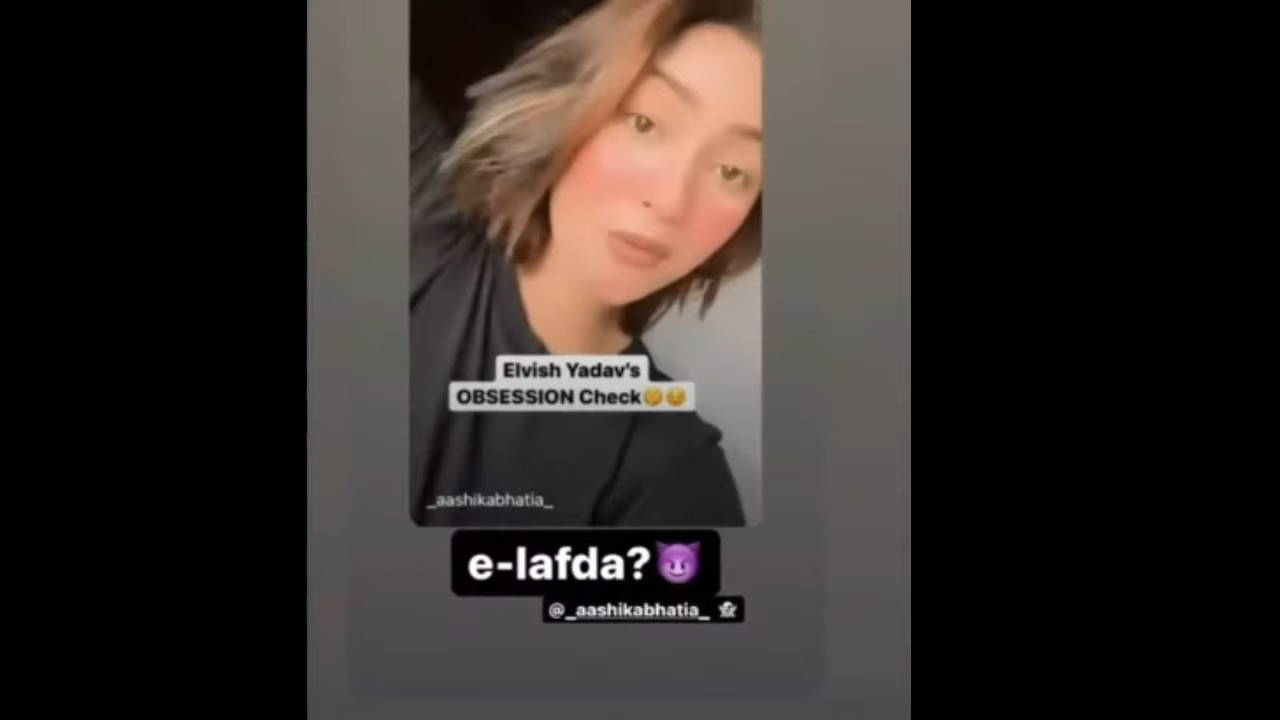 Elvish Yadav's
OBSESSION Check🤭🥹
_aashikabhatia_
e-lafda?😈
@_aashikabhatia_